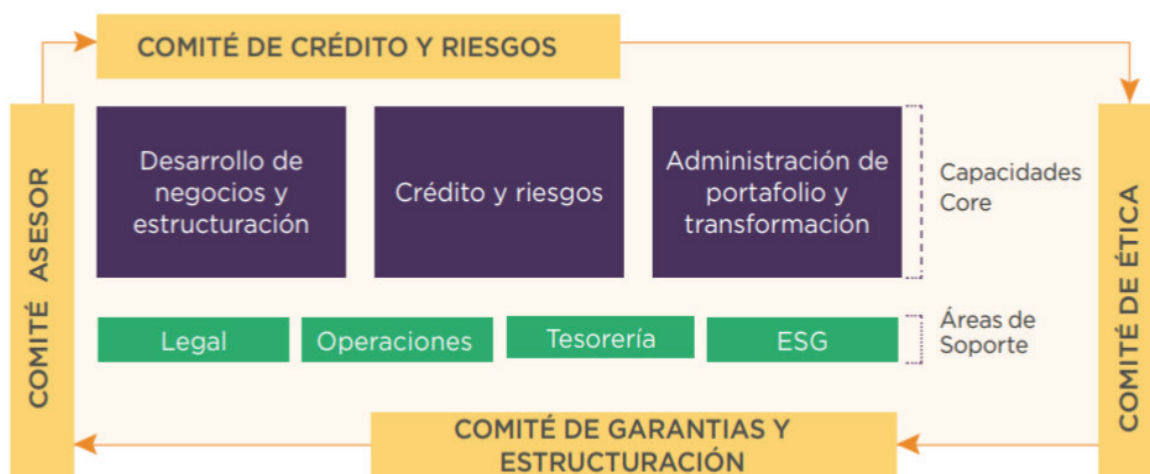 COMITÉ DE CRÉDITO Y RIESGOS
COMITÉ ASESOR
Desarrollo de
negocios y
estructuración
Crédito y riesgos
Administración de
portafolio y
transformación
Capacidades
Core
Legal
Operaciones
Tesorería
ESG
Áreas de
Soporte
COMITÉ DE ÉTICA
COMITÉ DE GARANTIAS Y
ESTRUCTURACIÓN